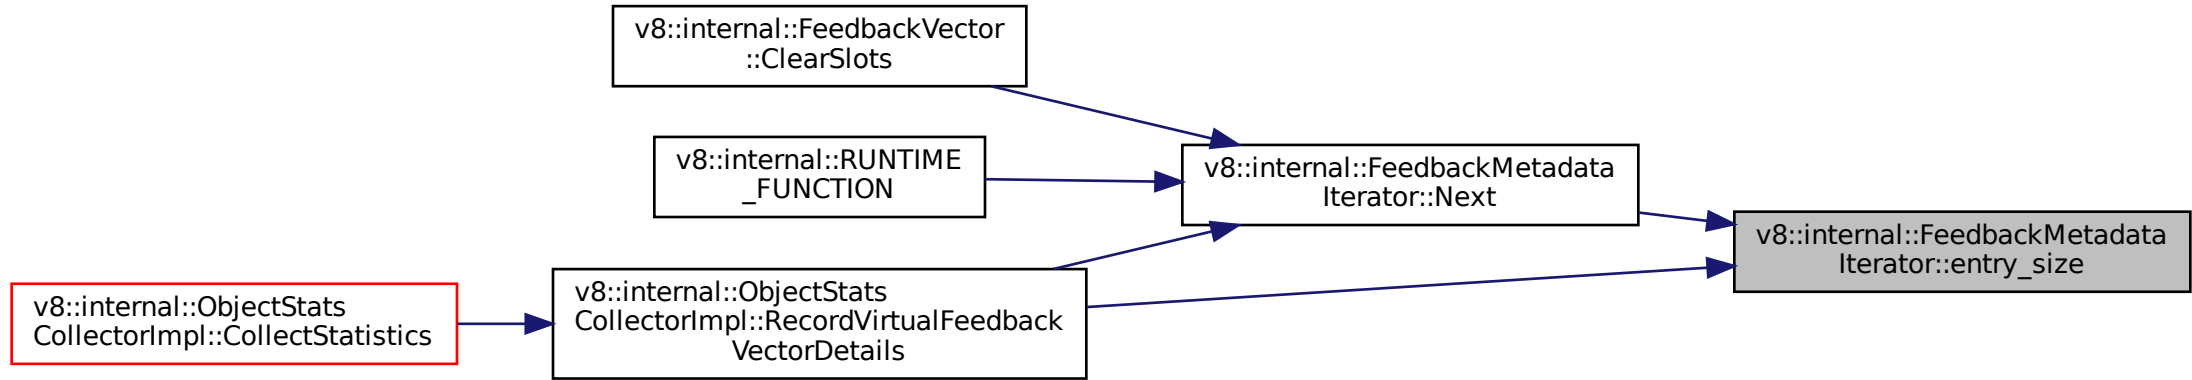 v8::internal::FeedbackVector
::ClearSlots
v8::internal::RUNTIME
_FUNCTION
v8::internal::FeedbackMetadata
Iterator::Next
v8::internal::FeedbackMetadata
Iterator::entry_size
v8::internal::ObjectStats
CollectorImpl::RecordVirtualFeedback
VectorDetails
v8::internal::ObjectStats
CollectorImpl::CollectStatistics